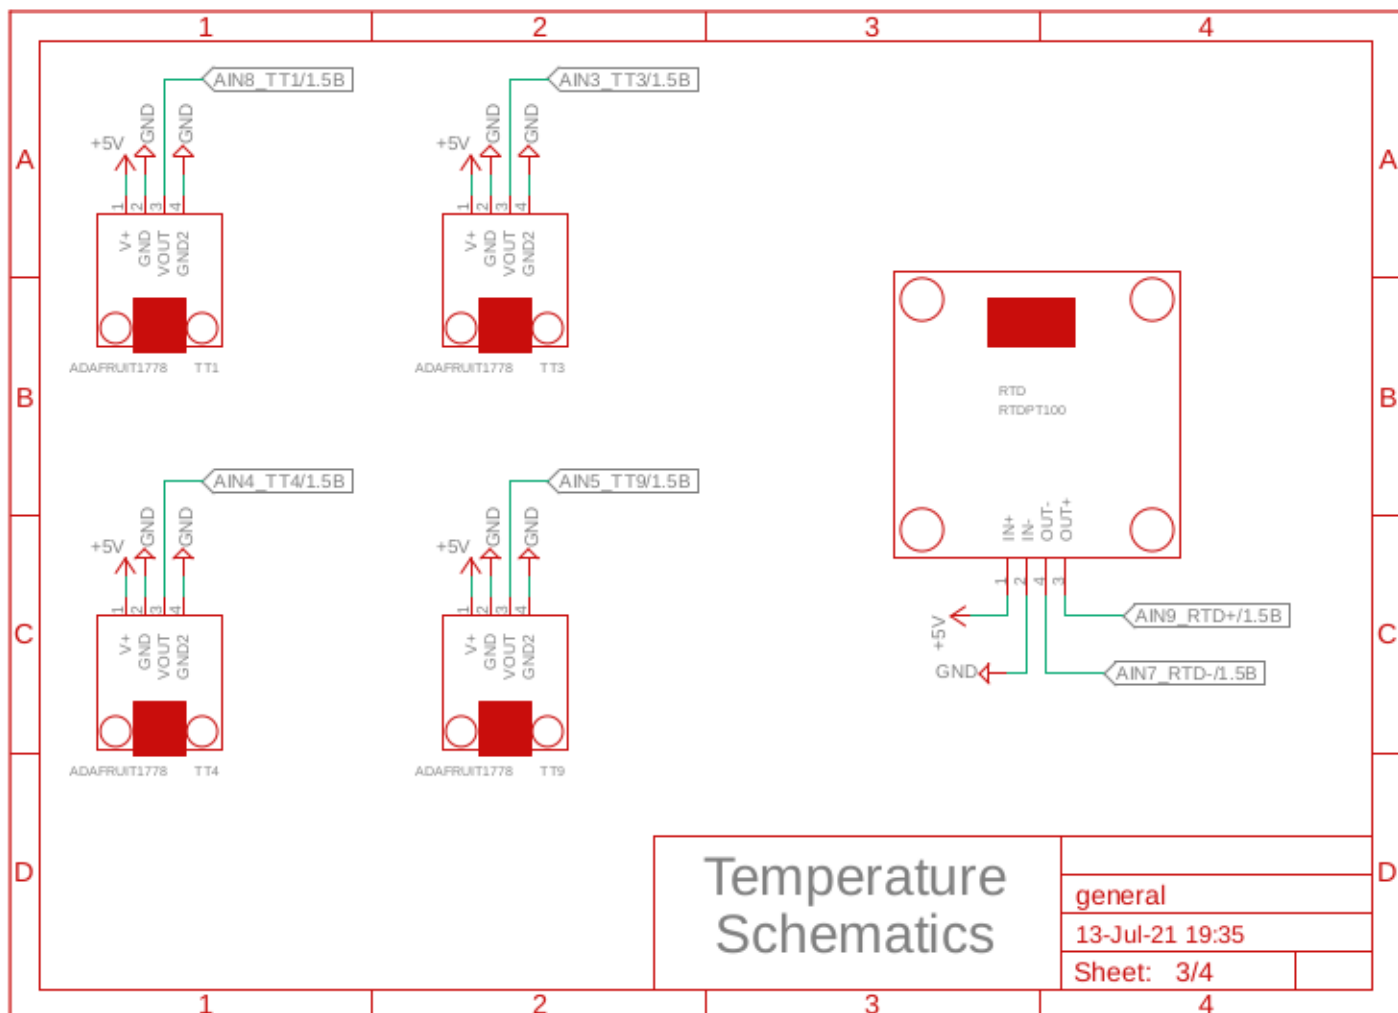 1 2 3 4
A
A
AIN8_TT1/1.5B
AIN3_TT3/1.5B
+5V GND GND
+5V GND GND
1 2 3 4
1 2 3 4
V+ GND VOUT GND2
V+ GND VOUT GND2
ADAFRUIT1778 TT1
ADAFRUIT1778 TT3
B
B
RTD
RTDPT100
IN+ IN- OUT- OUT+
1 2 4 3
+5V
GND
AIN9_RTD+/1.5B
AIN7_RTD-/1.5B
AIN4_TT4/1.5B
AIN5_TT9/1.5B
+5V GND GND
+5V GND GND
1 2 3 4
1 2 3 4
V+ GND VOUT GND2
V+ GND VOUT GND2
ADAFRUIT1778 TT4
ADAFRUIT1778 TT9
C
C
D
D
Temperature
Schematics
general
13-Jul-21 19:35
Sheet: 3/4
1 2 3 4